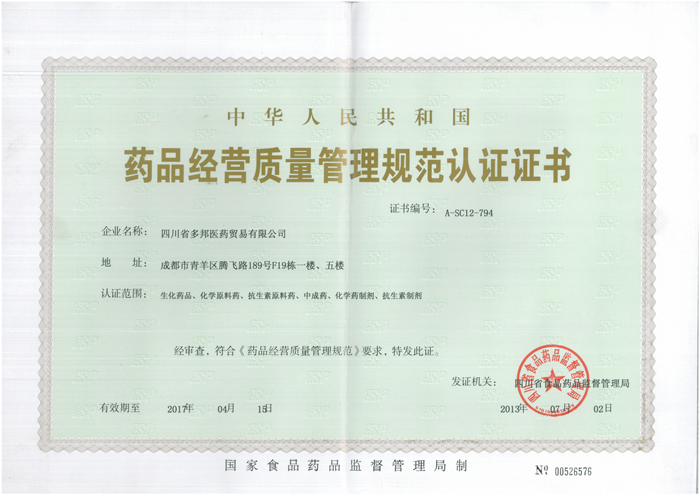 中华人民共和国
药品经营质量管理规范认证证书
证书编号： A-SC12-794
企业名称： 四川省多邦医药贸易有限公司
地 址： 成都市青羊区腾飞路189号F19栋一楼、五楼
认证范围： 生化药品、化学原料药、抗生素原料药、中成药、化学药制剂、抗生素制剂
经审查，符合《药品经营质量管理规范》要求，特发此证。
发证机关： 四川省食品药品监督管理局
四川省食品药品监督管理局
有效期至 2017年 04月 15日 2013年 07月 02日
国家食品药品监督管理局制 № 00526576